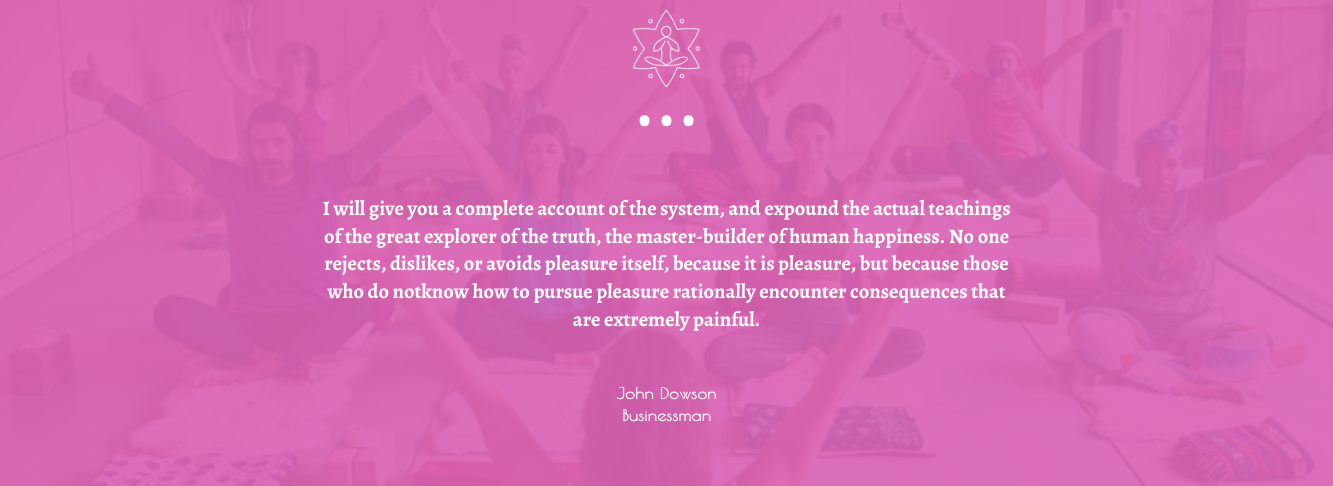 I will give you a complete account of the system, and expound the actual teachings
of the great explorer of the truth, the master-builder of human happiness. No one
rejects, dislikes, or avoids pleasure itself, because it is pleasure, but because those
who do notknow how to pursue pleasure rationally encounter consequences that
are extremely painful.
John Dowson
Businessman